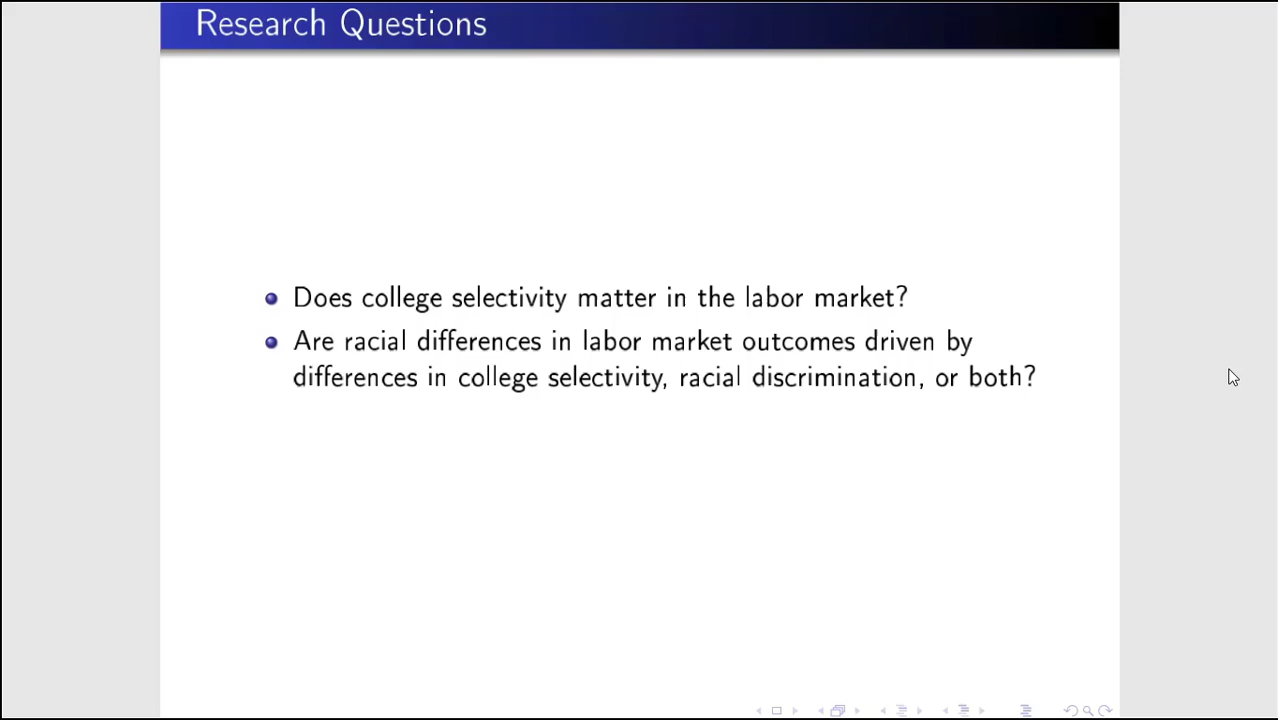 Research Questions
Does college selectivity matter in the labor market?
Are racial differences in labor market outcomes driven by
differences in college selectivity, racial discrimination, or both?